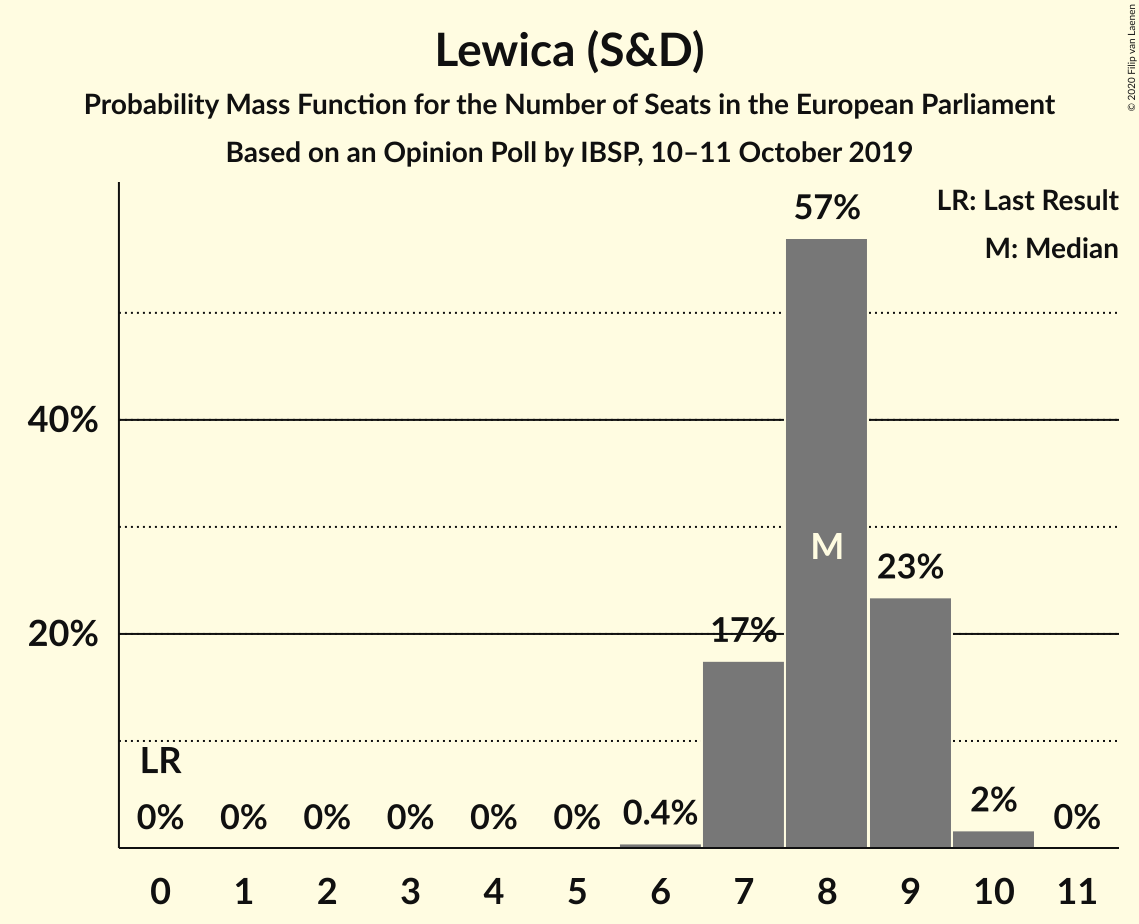 Lewica (S&D)
Probability Mass Function for the Number of Seats in the European Parliament
Based on an Opinion Poll by IBSP, 10–11 October 2019
© 2020 Filip van Laenen
LR: Last Result
M: Median
57%
40%
M
23%
20%
17%
LR
0% 0% 0% 0% 0% 0% 0.4% 2% 0%
0 1 2 3 4 5 6 7 8 9 10 11